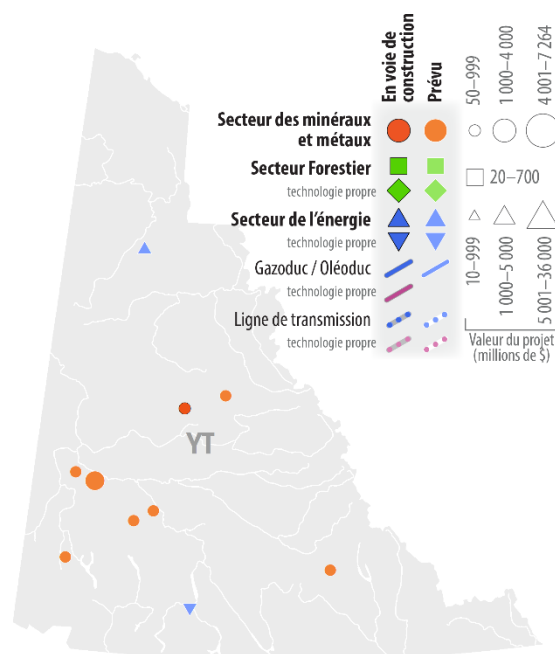 En voie de
construction
Prévu
50–999
1 000–4 000
4 001–7 264
Secteur des minéraux
et métaux
Secteur Forestier
20–700
technologie propre
Secteur de l'énergie
technologie propre
10–999
1 000–5 000
5 001–36 000
Gazoduc / Oléoduc
technologie propre
Ligne de transmission
technologie propre
Valeur du projet
(millions de $)
YT